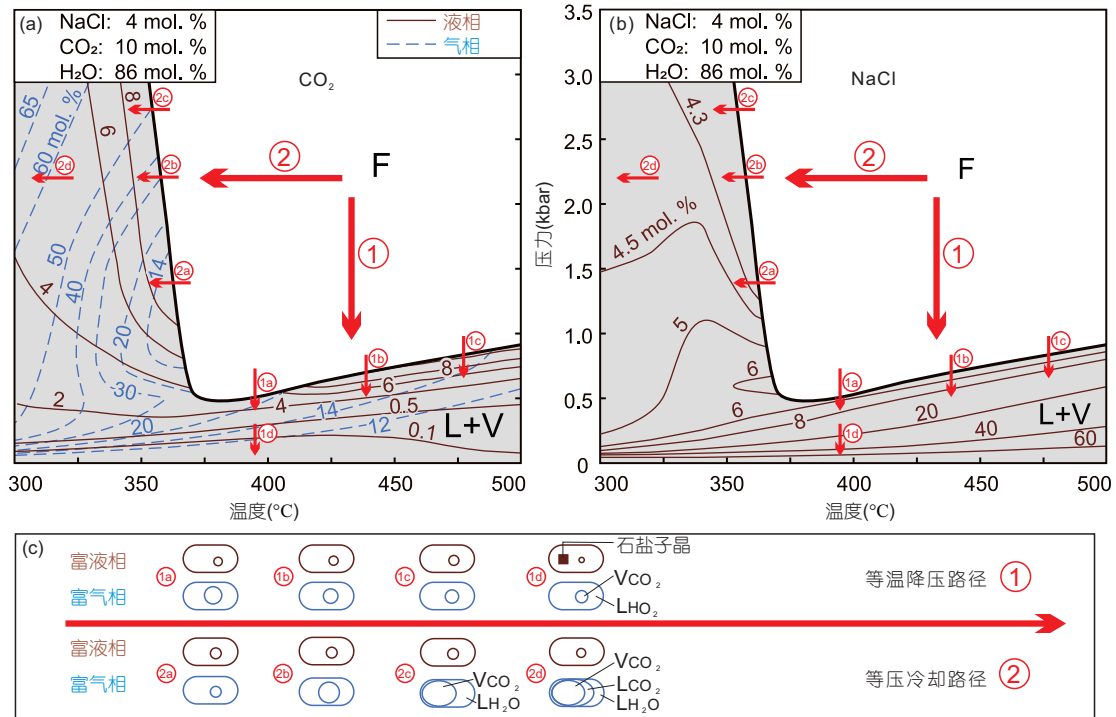 (a)
NaCl: 4 mol. %
CO₂: 10 mol. %
H₂O: 86 mol. %
液相
气相
CO₂
65
60 mol. %
50
40
20
14
30
20
14
12
8
6
4
2
4
6
8
0.5
0.1
2c
2d
2b
2a
②
F
①
1a
1b
1c
1d
L+V
300
350
400
450
500
温度(°C)
(b)
NaCl: 4 mol. %
CO₂: 10 mol. %
H₂O: 86 mol. %
NaCl
3.5
3.0
2.5
2.0
1.5
1.0
0.5
0
压力(kbar)
4.3
4.5 mol. %
5
6
6
8
20
40
60
2c
2d
2b
2a
②
F
①
1a
1b
1c
1d
L+V
300
350
400
450
500
温度(°C)
(c)
富液相
石盐子晶
1a
1b
1c
1d
富气相
VCO₂
LHO₂
等温降压路径 ①
富液相
VCO₂
2a
2b
2c
2d
富气相
VCO₂
LH₂O
LCO₂
LH₂O
等压冷却路径 ②